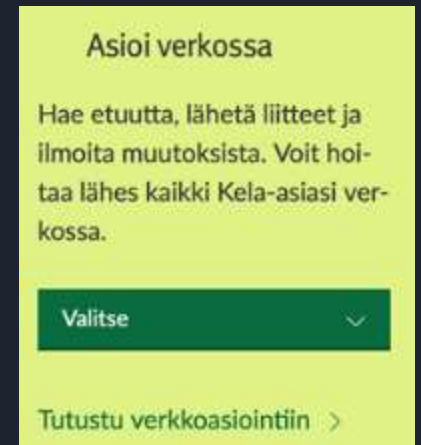 Asioi verkossa
Hae etuutta, lähetä liitteet ja
ilmoita muutoksista. Voit hoi-
taa lähes kaikki Kela-asiasi ver-
kossa.
Valitse
Tutustu verkkoasiointiin >